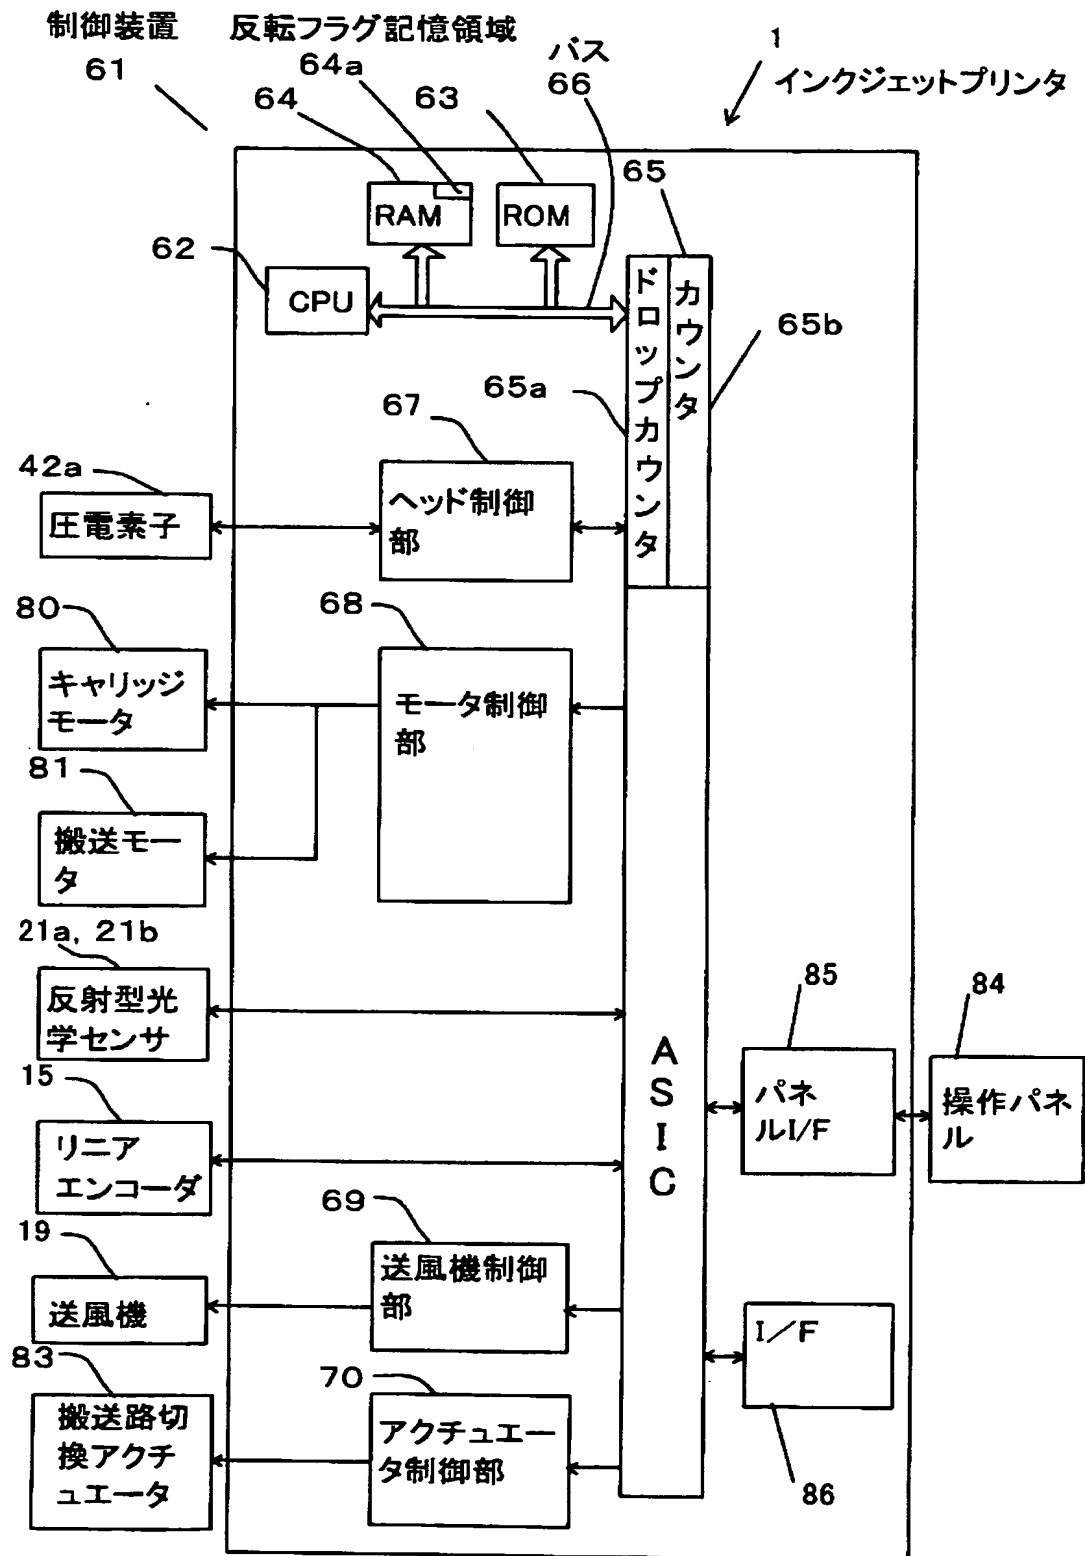 制御装置
61
反転フラグ記憶領域
64a
64
63
バス
66
1
インクジェットプリンタ
RAM
ROM
65
62
CPU
ドロップカウンタ
カウンタ
65b
65a
67
42a
圧電素子
ヘッド制御
部
80
68
キャリッジ
モータ
モータ制御
部
81
搬送モー
タ
21a, 21b
反射型光
学センサ
ASIC
85
84
パネ
ルI/F
操作パネ
ル
15
リニア
エンコーダ
19
69
送風機
送風機制御
部
I/F
83
70
搬送路切
換アクチ
ュエータ
アクチュエー
タ制御部
86